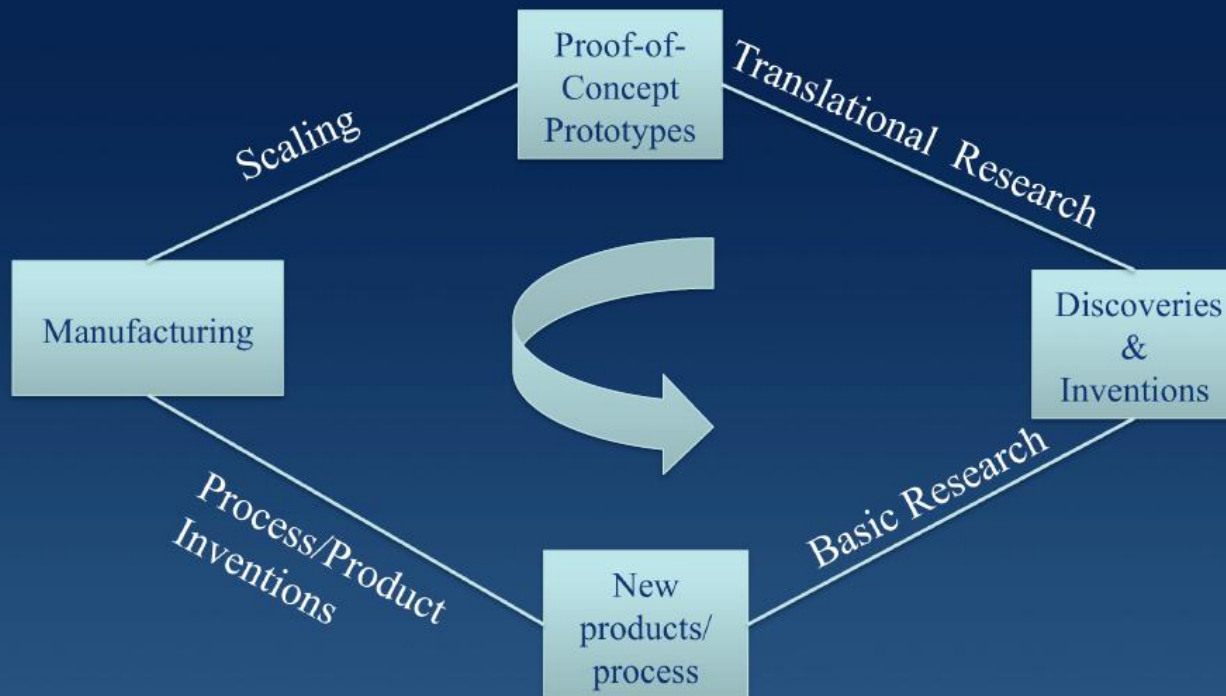 Proof-of-
Concept
Prototypes
Translational Research
Scaling
Manufacturing
Discoveries
&
Inventions
Process/Product
Inventions
Basic Research
New
products/
process